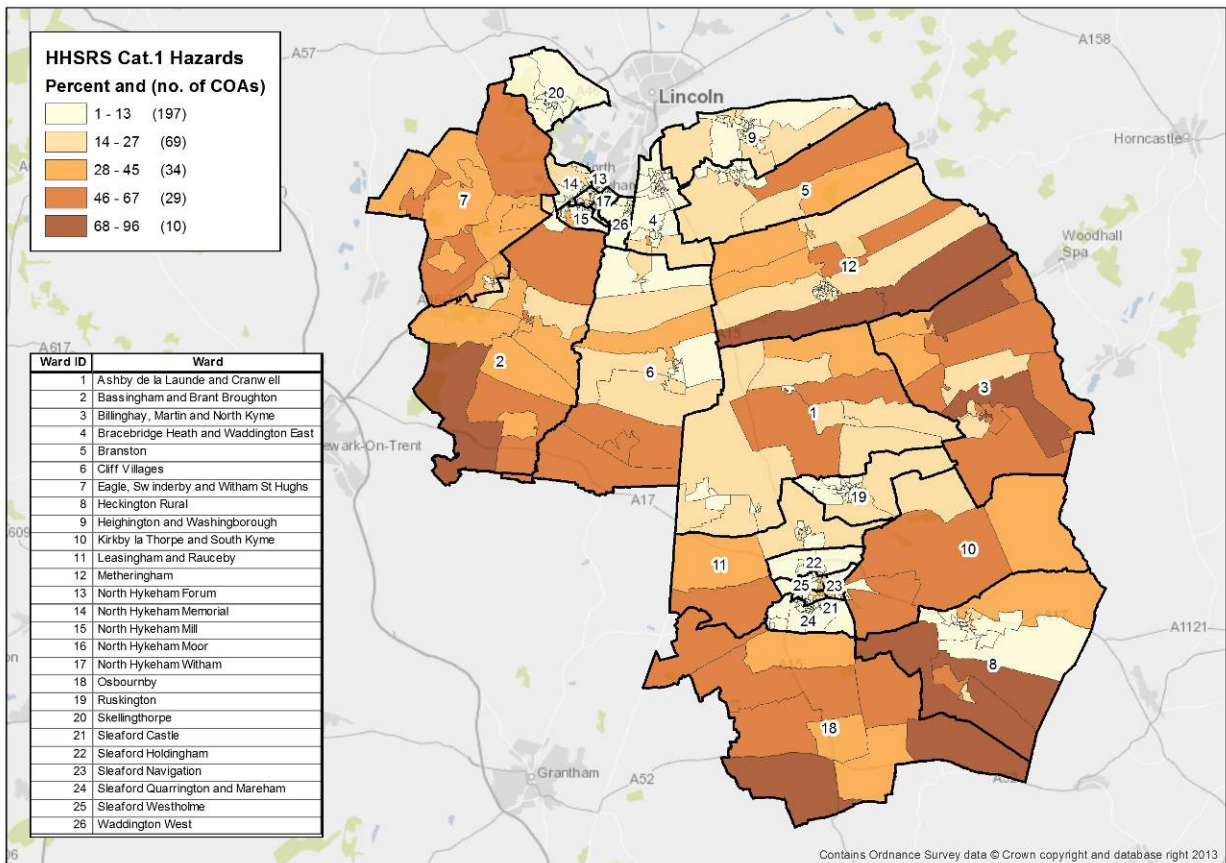 HHSRS Cat.1 Hazards
Percent and (no. of COAs)
1 - 13 (197)
14 - 27 (69)
28 - 45 (34)
46 - 67 (29)
68 - 96 (10)
A57
A158
20
Lincoln
Horncastle
9
13
14
5
7
17
15
26
4
Woodhall
Spa
12
A617
A15
2
6
3
1
Ward ID Ward
1 Ashby de la Launde and Cranwell
2 Bassingham and Brant Broughton
3 Billinghay, Martin and North Kyme
4 Bracebridge Heath and Waddington East
5 Branston
6 Cliff Villages
7 Eagle, Swinderby and Witham St Hughs
8 Heckington Rural
9 Heighington and Washingborough
10 Kirkby la Thorpe and South Kyme
11 Leasingham and Rauceby
12 Metheringham
13 North Hykeham Forum
14 North Hykeham Memorial
15 North Hykeham Mill
16 North Hykeham Moor
17 North Hykeham Witham
18 Osbournby
19 Ruskington
20 Skellingthorpe
21 Sleaford Castle
22 Sleaford Holdingham
23 Sleaford Navigation
24 Sleaford Quarrington and Mareham
25 Sleaford Westholme
26 Waddington West
ewark-On-Trent
A17
19
10
22
11
25
23
21
24
A17
A1121
8
A15
18
Grantham
A52
Contains Ordnance Survey data © Crown copyright and database right 2013